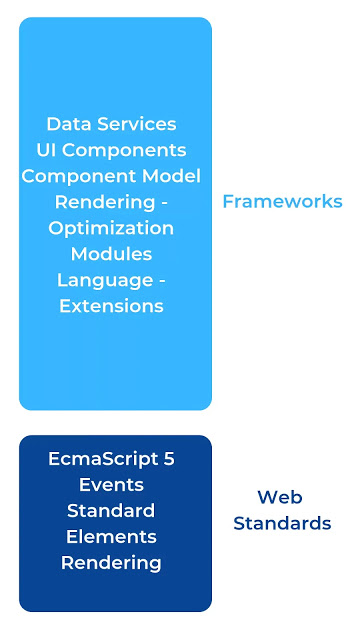 Data Services
UI Components
Component Model
Rendering -
Optimization
Modules
Language -
Extensions
Frameworks
EcmaScript 5
Events
Standard
Elements
Rendering
Web
Standards